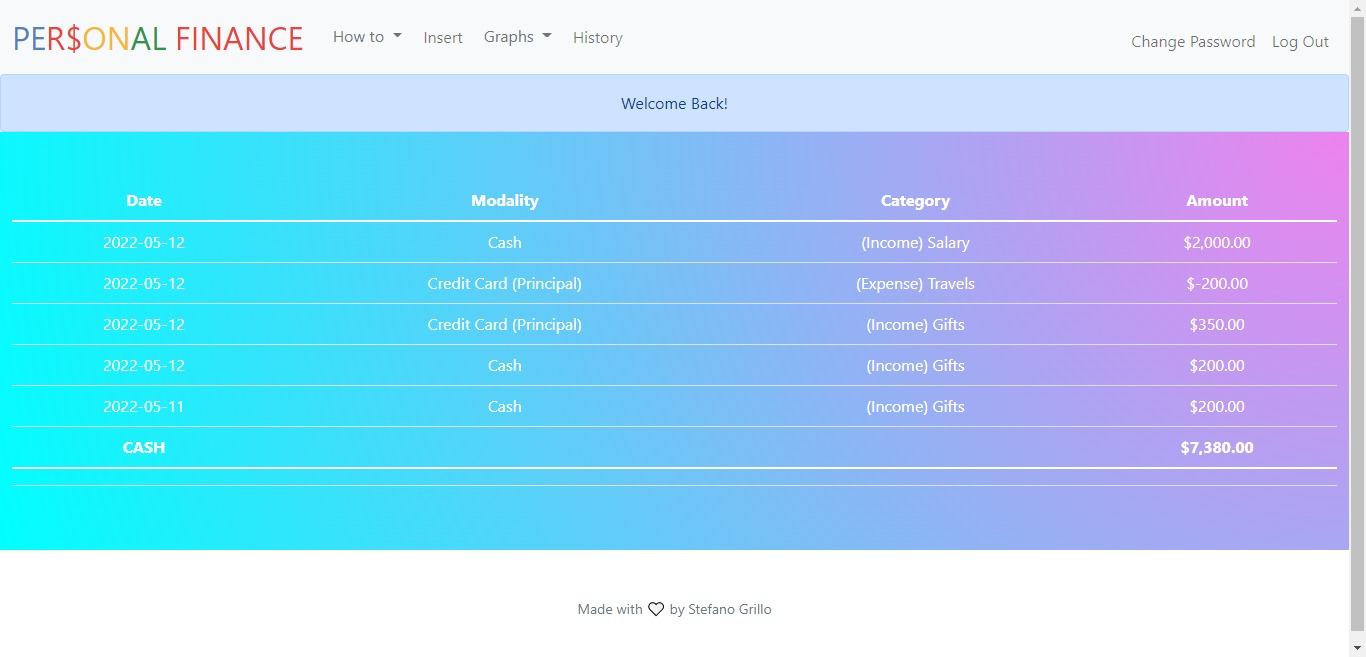 PER$ONAL FINANCE How to Insert Graphs History Change Password Log Out
Welcome Back!
Date Modality Category Amount
2022-05-12 Cash (Income) Salary $2,000.00
2022-05-12 Credit Card (Principal) (Expense) Travels $-200.00
2022-05-12 Credit Card (Principal) (Income) Gifts $350.00
2022-05-12 Cash (Income) Gifts $200.00
2022-05-11 Cash (Income) Gifts $200.00
CASH $7,380.00
Made with ♡ by Stefano Grillo